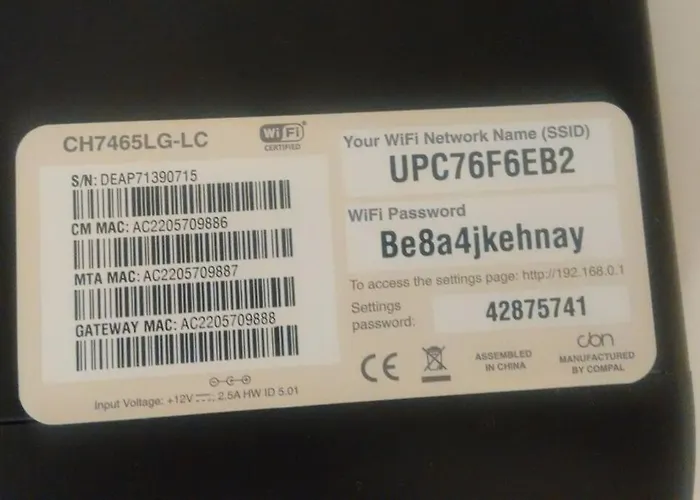 CH7465LG-LC
WiFi
CERTIFIED
S/N: DEAP71390715
CM MAC: AC2205709886
MTA MAC: AC2205709887
GATEWAY MAC: AC2205709888
Input Voltage: +12V 2.5A HW ID 5.01
Your WiFi Network Name (SSID)
UPC76F6EB2
WiFi Password
Be8a4jkehnay
To access the settings page: http://192.168.0.1
Settings
password:
42875741
CE
ASSEMBLED
IN CHINA
cbn
MANUFACTURED
BY COMPAL